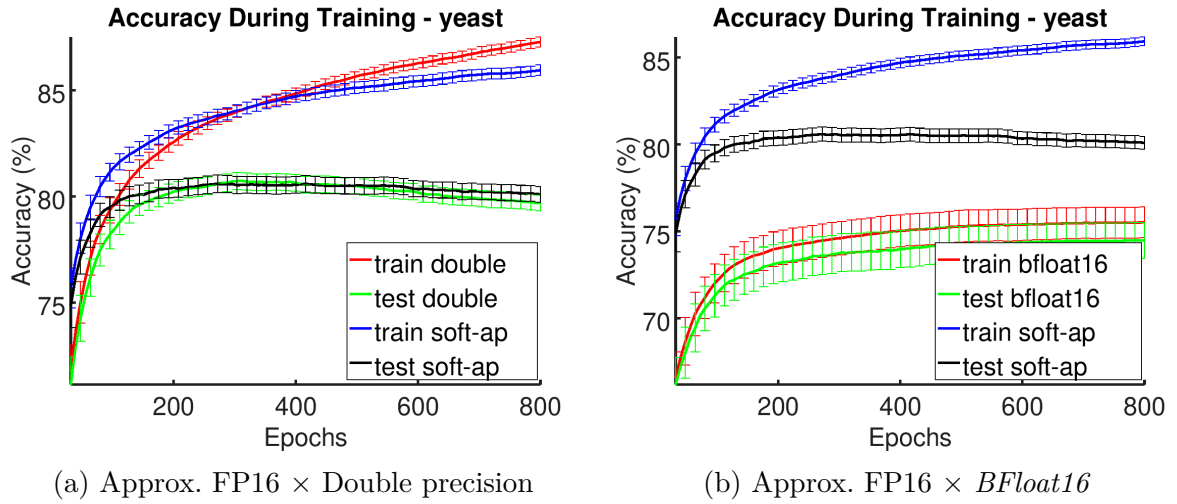 Accuracy During Training - yeast
Accuracy (%)
85
80
75
train double
test double
train soft-ap
test soft-ap
200
400
600
800
Epochs
(a) Approx. FP16 × Double precision
Accuracy During Training - yeast
Accuracy (%)
85
80
75
70
train bfloat16
test bfloat16
train soft-ap
test soft-ap
200
400
600
800
Epochs
(b) Approx. FP16 × BFloat16